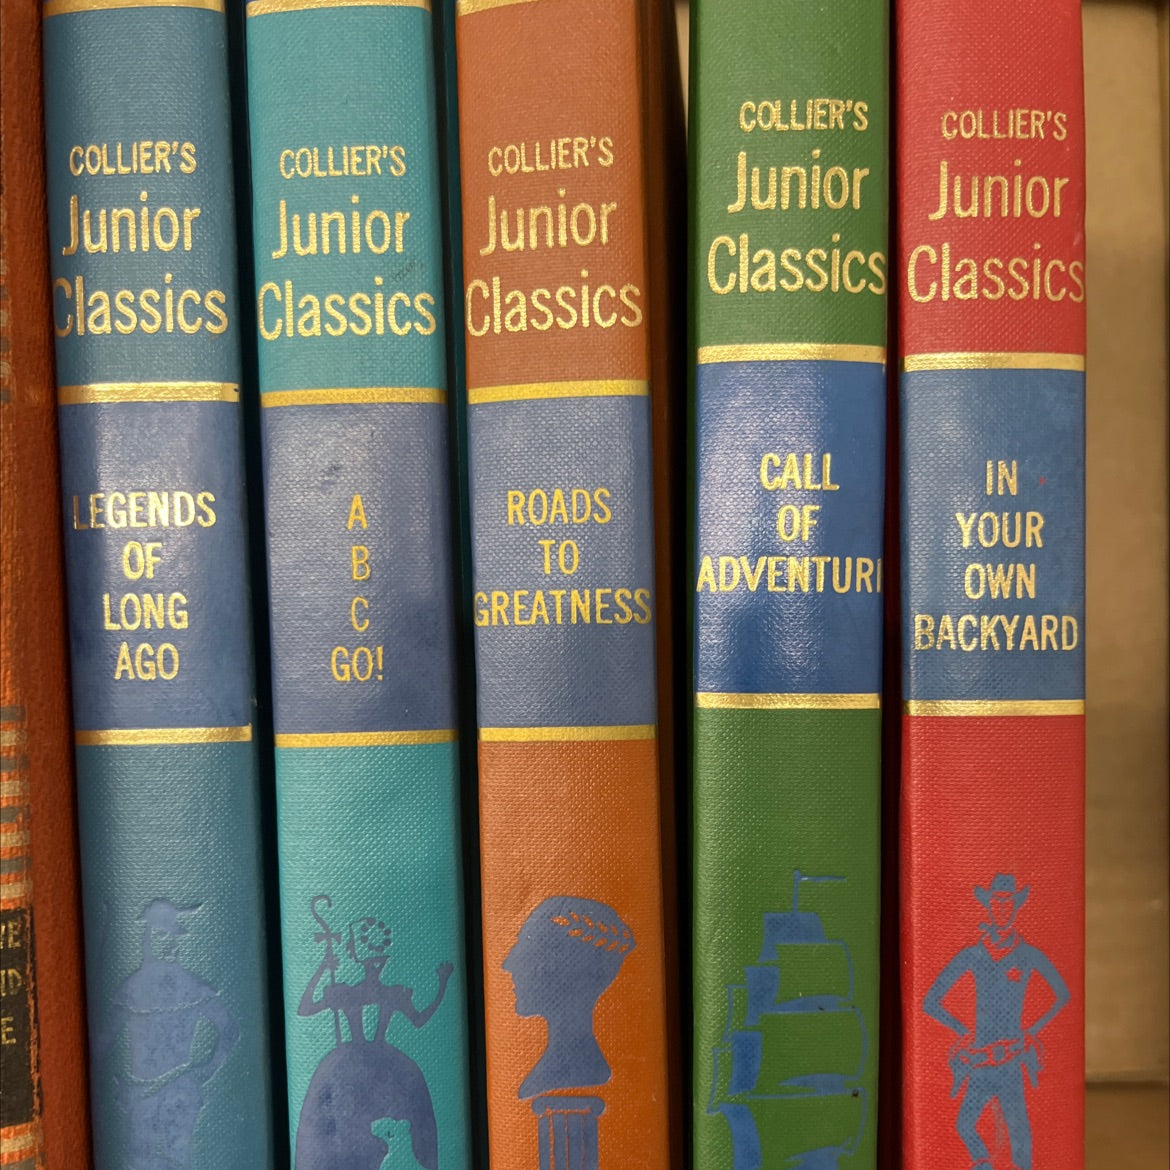 COLLIER'S
Junior
Classics
LEGENDS
OF
LONG
AGO
COLLIER'S
Junior
Classics
A
B
C
GO!
COLLIER'S
Junior
Classics
ROADS
TO
GREATNESS
COLLIER'S
Junior
Classics
CALL
OF
ADVENTURE
COLLIER'S
Junior
Classics
IN
YOUR
OWN
BACKYARD